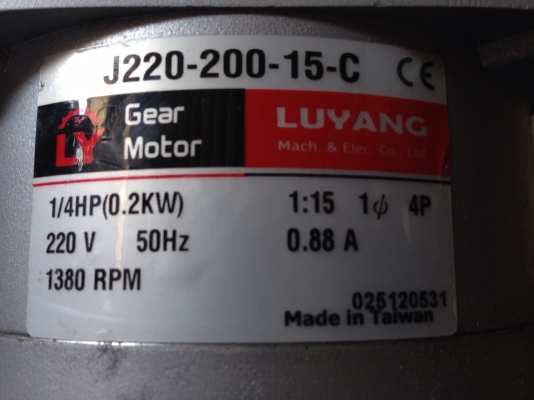 J220-200-15-C CE
LY Gear Motor
LUYANG
Mach. & Elec. Co., Ltd.
1/4HP(0.2KW) 1:15 1ϕ 4P
220 V 50Hz 0.88 A
1380 RPM
025120531
Made in Taiwan